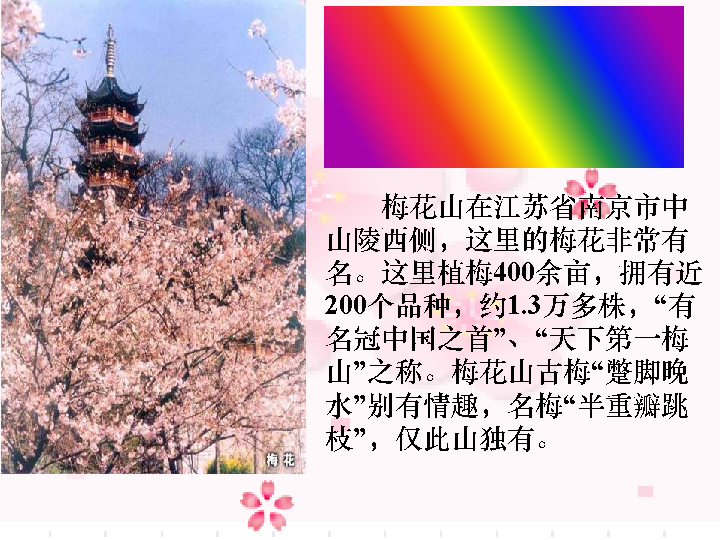 梅花山在江苏省南京市中
山陵西侧，这里的梅花非常有
名。这里植梅400余亩，拥有近
200个品种，约1.3万多株，“有
名冠中国之首”、“天下第一梅
山”之称。梅花山古梅“蹩脚晚
水”别有情趣，名梅“半重瓣跳
枝”，仅此山独有。
梅花